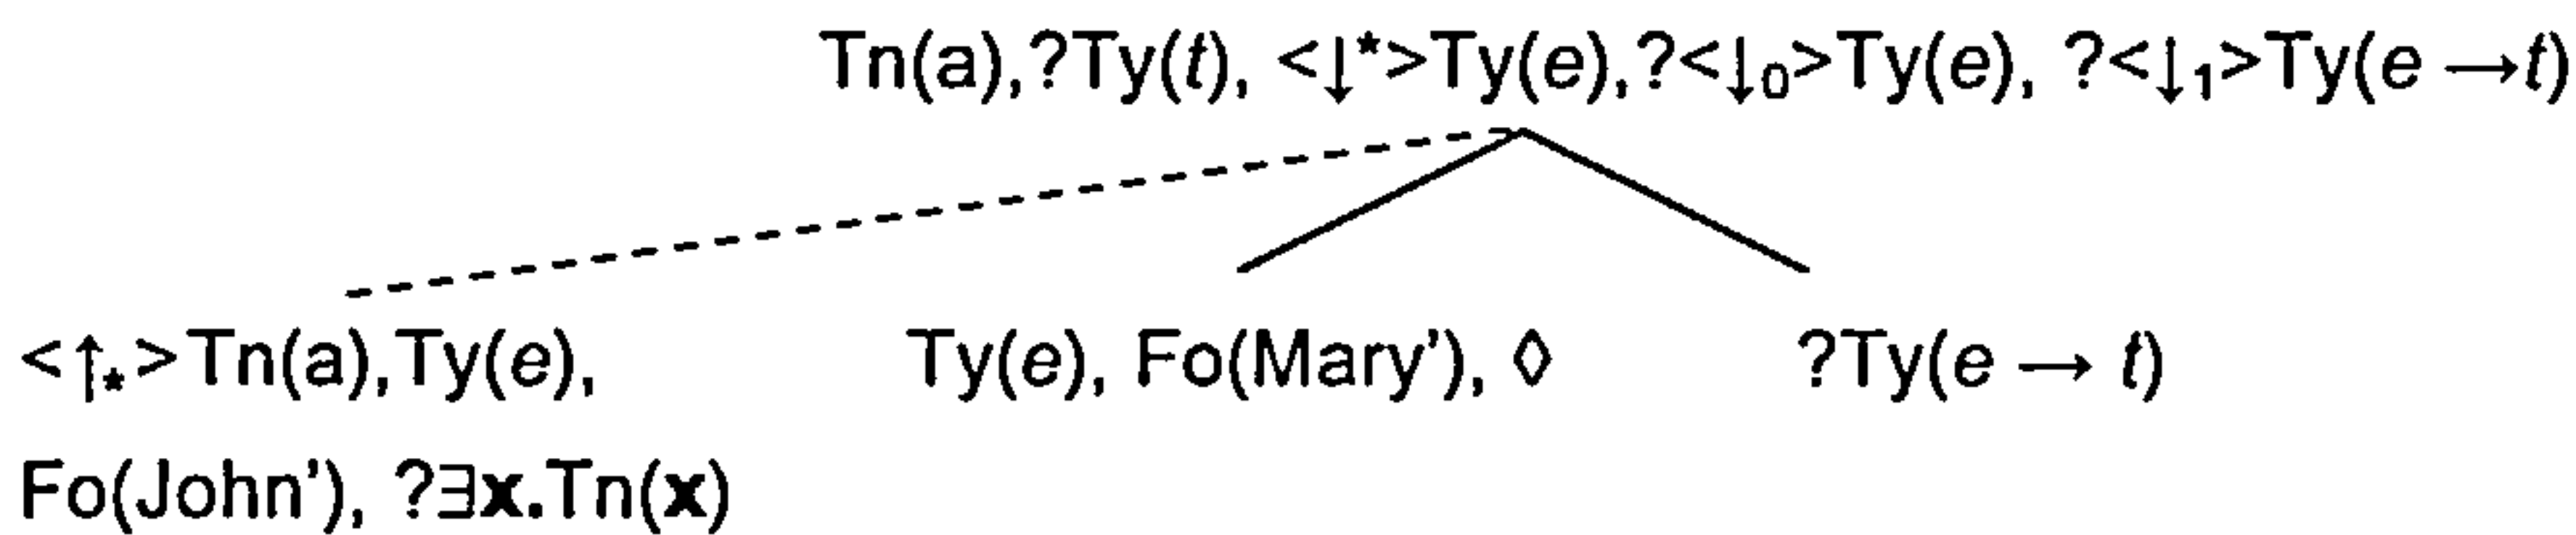 Tn(a),?Ty(t), <↓*>Ty(e),?<↓₀>Ty(e), ?<↓₁>Ty(e →t)
<↑⁎>Tn(a),Ty(e), Ty(e), Fo(Mary’), ◊ ?Ty(e → t)
Fo(John’), ?∃x.Tn(x)